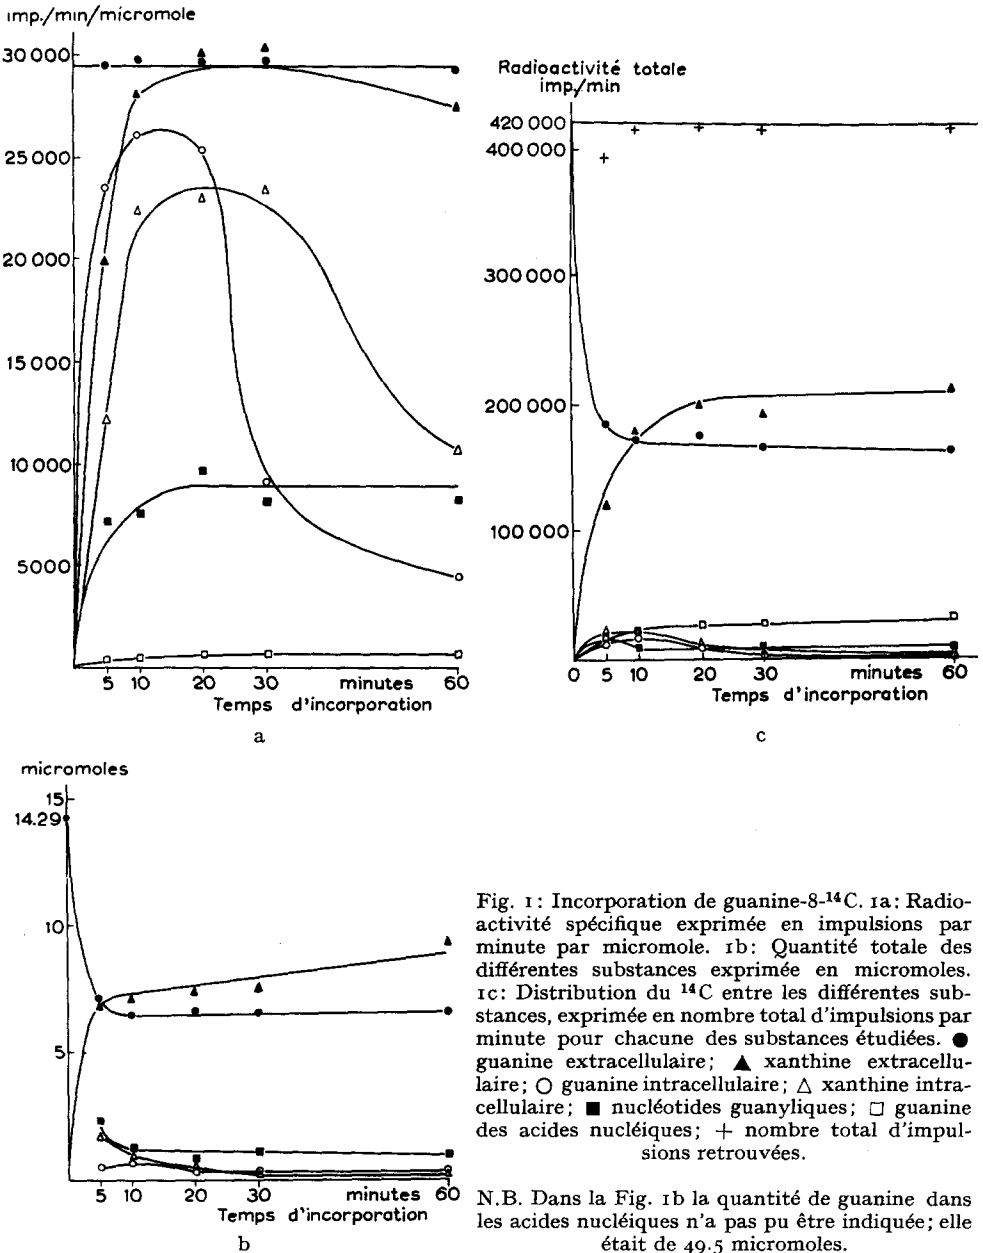 imp./min/micromole
30 000
25 000
20 000
15 000
10 000
5000
5 10 20 30 minutes 60
Temps d'incorporation
a
Radioactivité totale
imp/min
420 000
400 000
300 000
200 000
100 000
0 5 10 20 30 minutes 60
Temps d'incorporation
c
micromoles
15
14.29
10
5
5 10 20 30 minutes 60
Temps d'incorporation
b
Fig. 1: Incorporation de guanine-8-¹⁴C. 1a: Radio-
activité spécifique exprimée en impulsions par
minute par micromole. 1b: Quantité totale des
différentes substances exprimée en micromoles.
1c: Distribution du ¹⁴C entre les différentes sub-
stances, exprimée en nombre total d'impulsions par
minute pour chacune des substances étudiées. ●
guanine extracellulaire; ▲ xanthine extracellu-
laire; ○ guanine intracellulaire; △ xanthine intra-
cellulaire; ■ nucléotides guanyliques; □ guanine
des acides nucléiques; + nombre total d'impul-
sions retrouvées.
N.B. Dans la Fig. 1b la quantité de guanine dans
les acides nucléiques n'a pas pu être indiquée; elle
était de 49.5 micromoles.